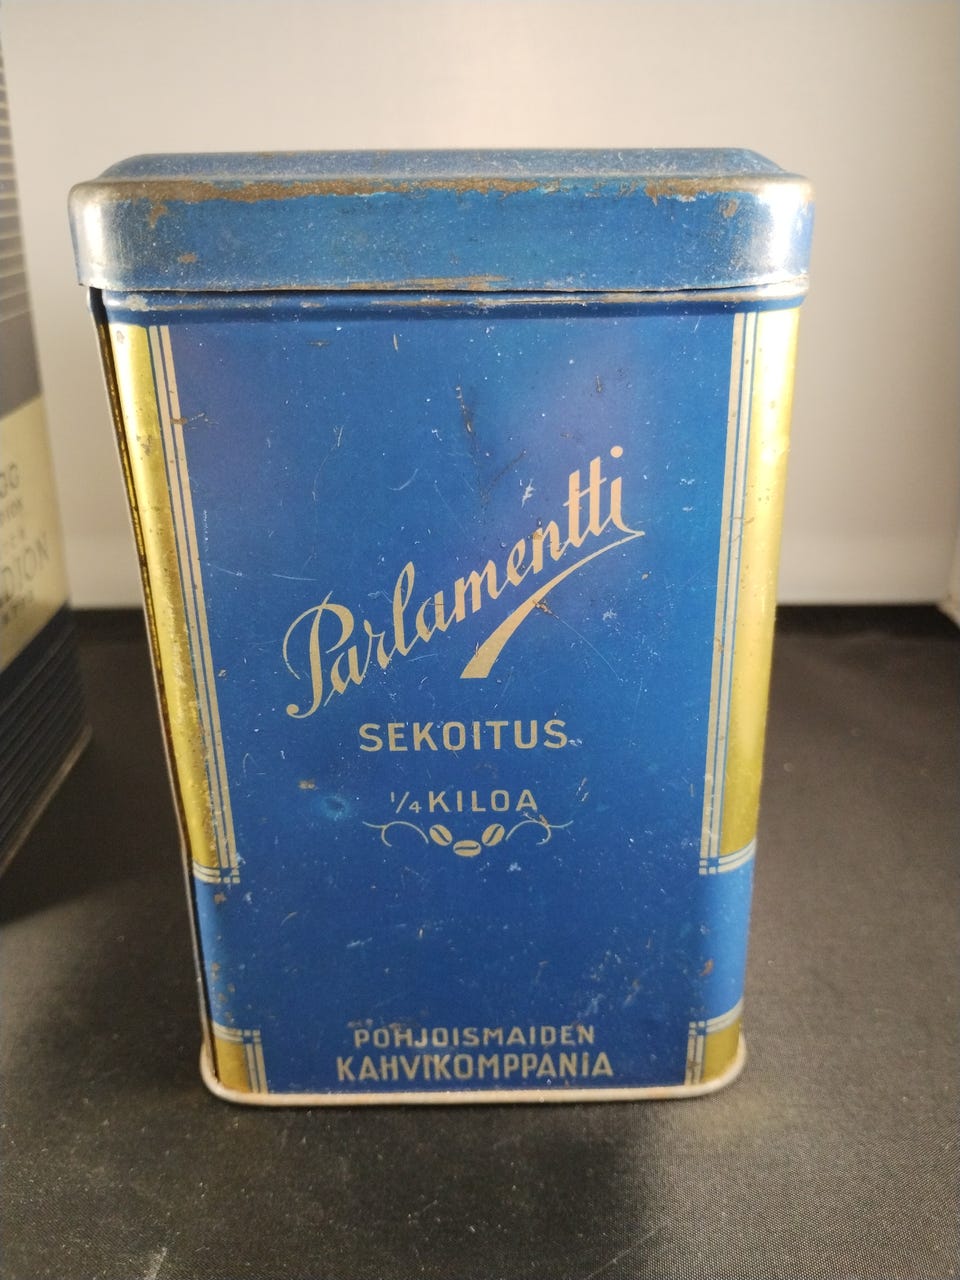 Parlamentti
SEKOITUS
1/4 KILOA
POHJOISMAIDEN
KAHVIKOMPPANIA